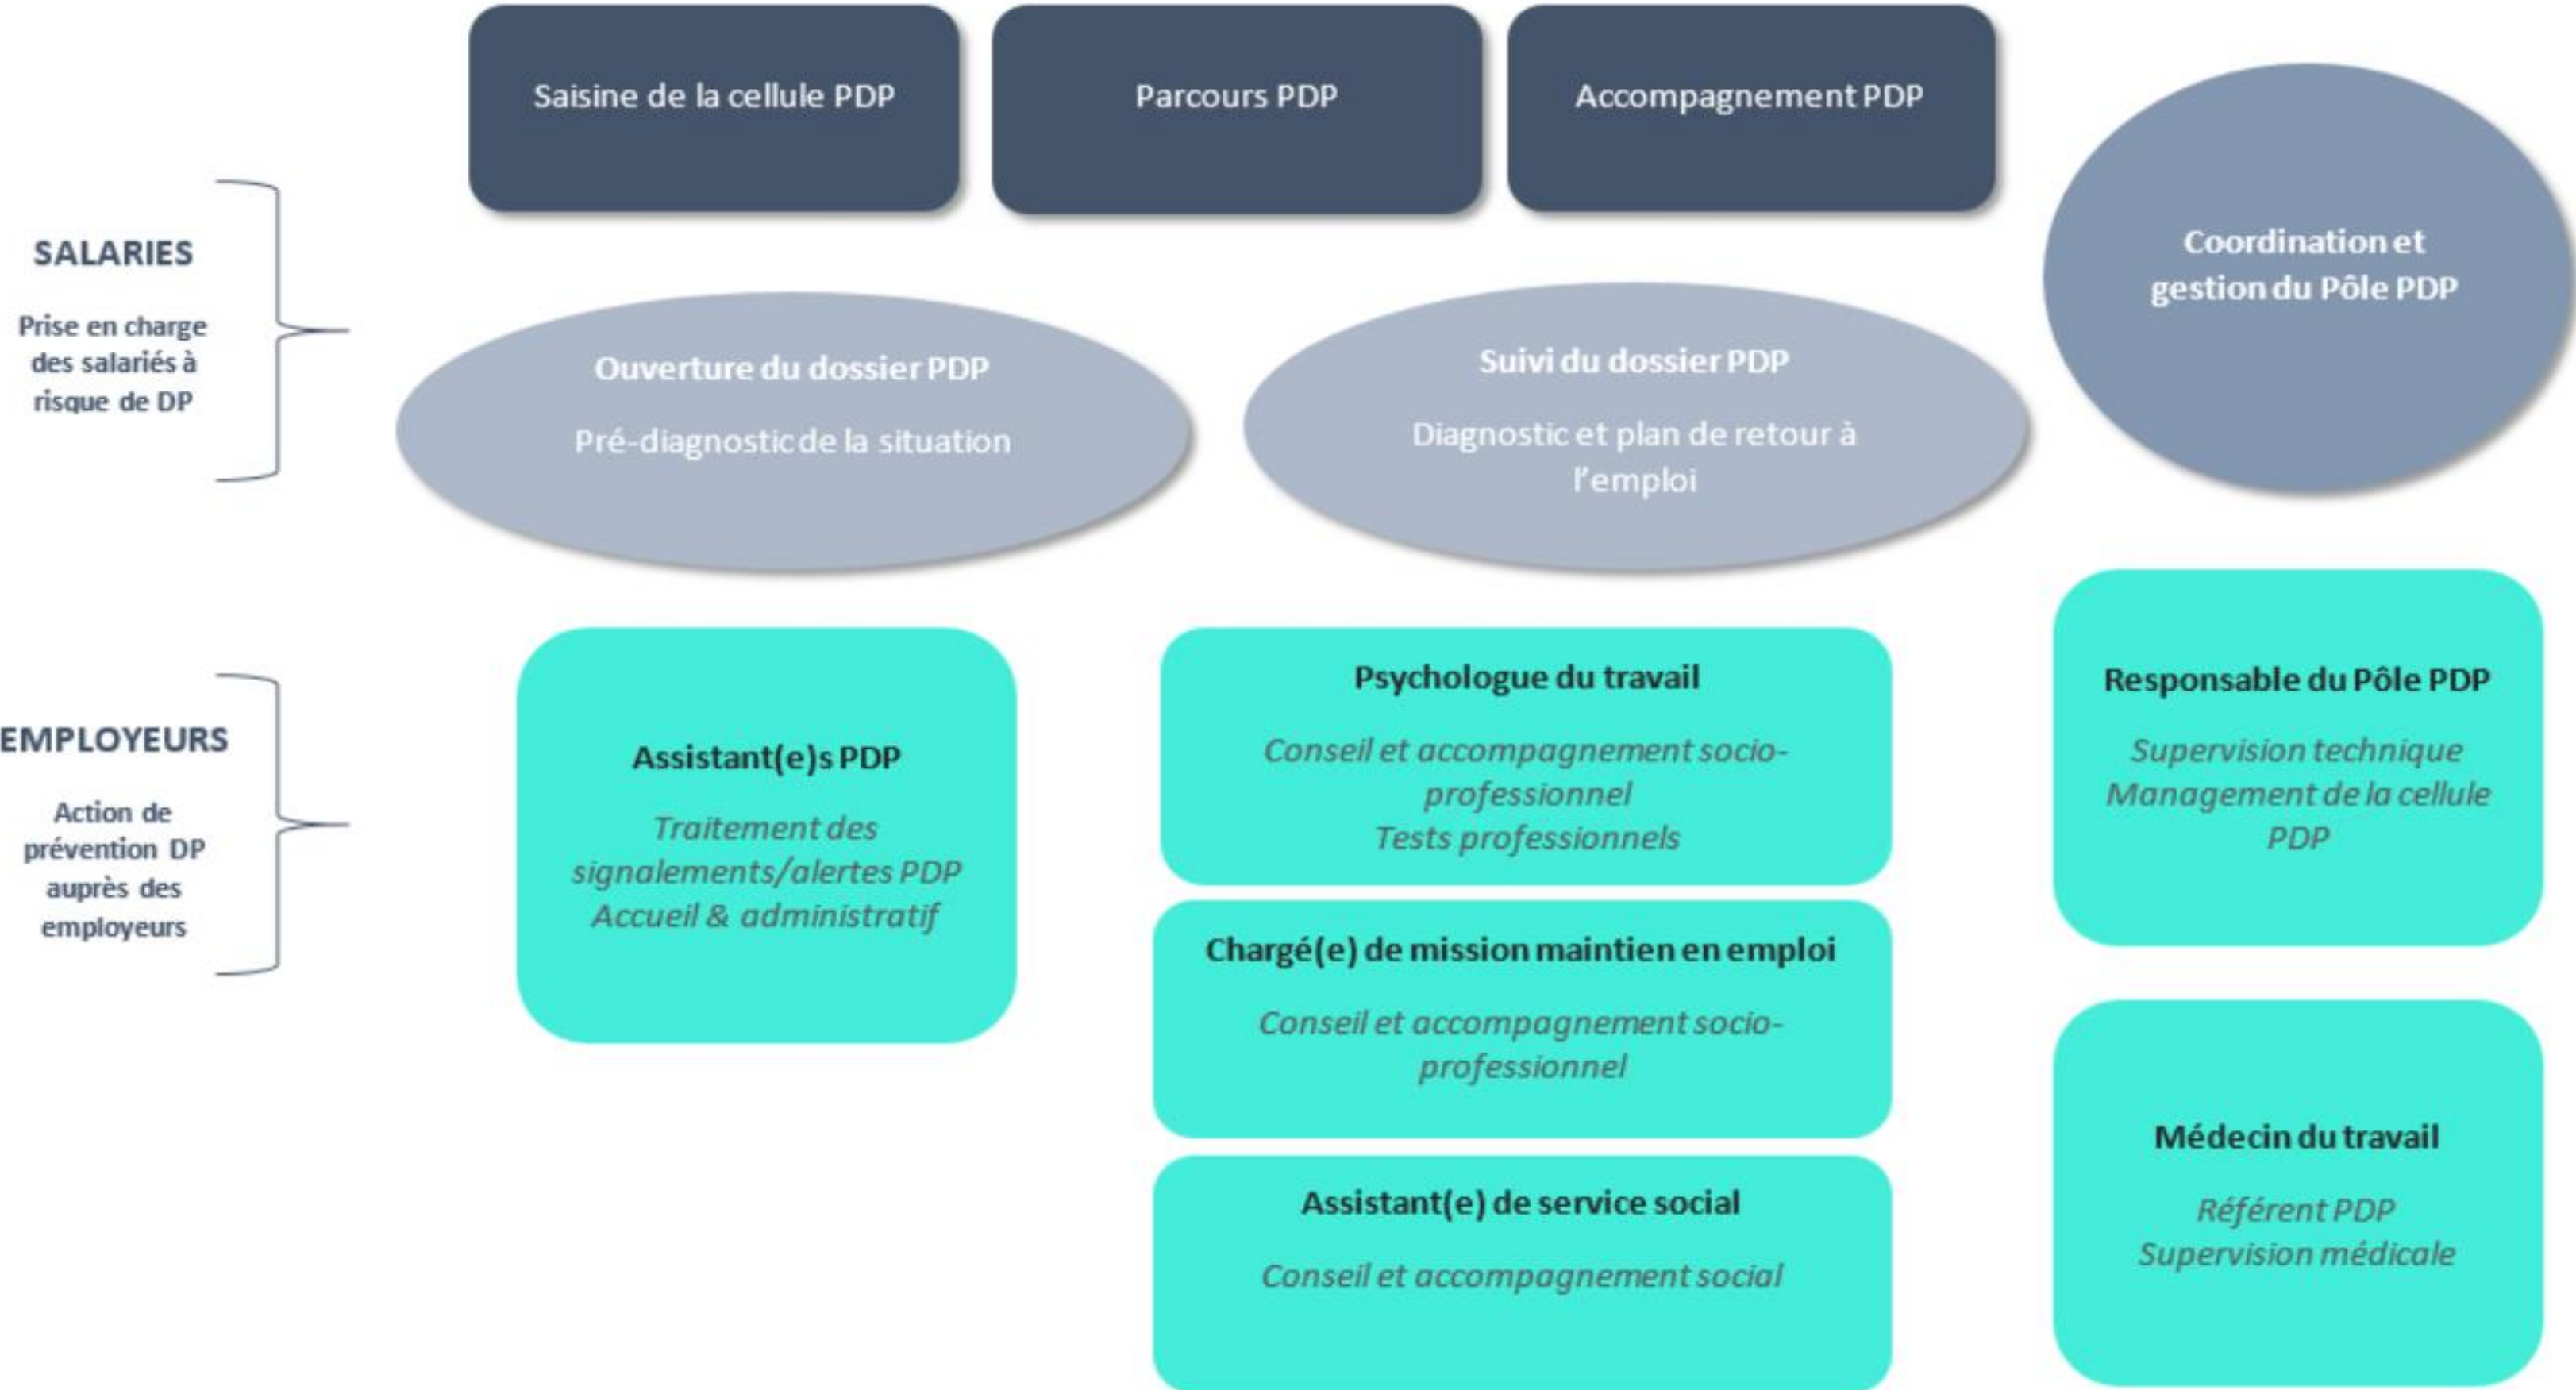 Saisine de la cellule PDP
Parcours PDP
Accompagnement PDP
Coordination et
gestion du Pôle PDP
SALARIES
Prise en charge
des salariés à
risque de DP
Ouverture du dossier PDP
Pré-diagnostic de la situation
Suivi du dossier PDP
Diagnostic et plan de retour à
l'emploi
EMPLOYEURS
Action de
prévention DP
auprès des
employeurs
Assistant(e)s PDP
Traitement des
signalements/alertes PDP
Accueil & administratif
Psychologue du travail
Conseil et accompagnement socio-
professionnel
Tests professionnels
Chargé(e) de mission maintien en emploi
Conseil et accompagnement socio-
professionnel
Assistant(e) de service social
Conseil et accompagnement social
Responsable du Pôle PDP
Supervision technique
Management de la cellule
PDP
Médecin du travail
Référent PDP
Supervision médicale